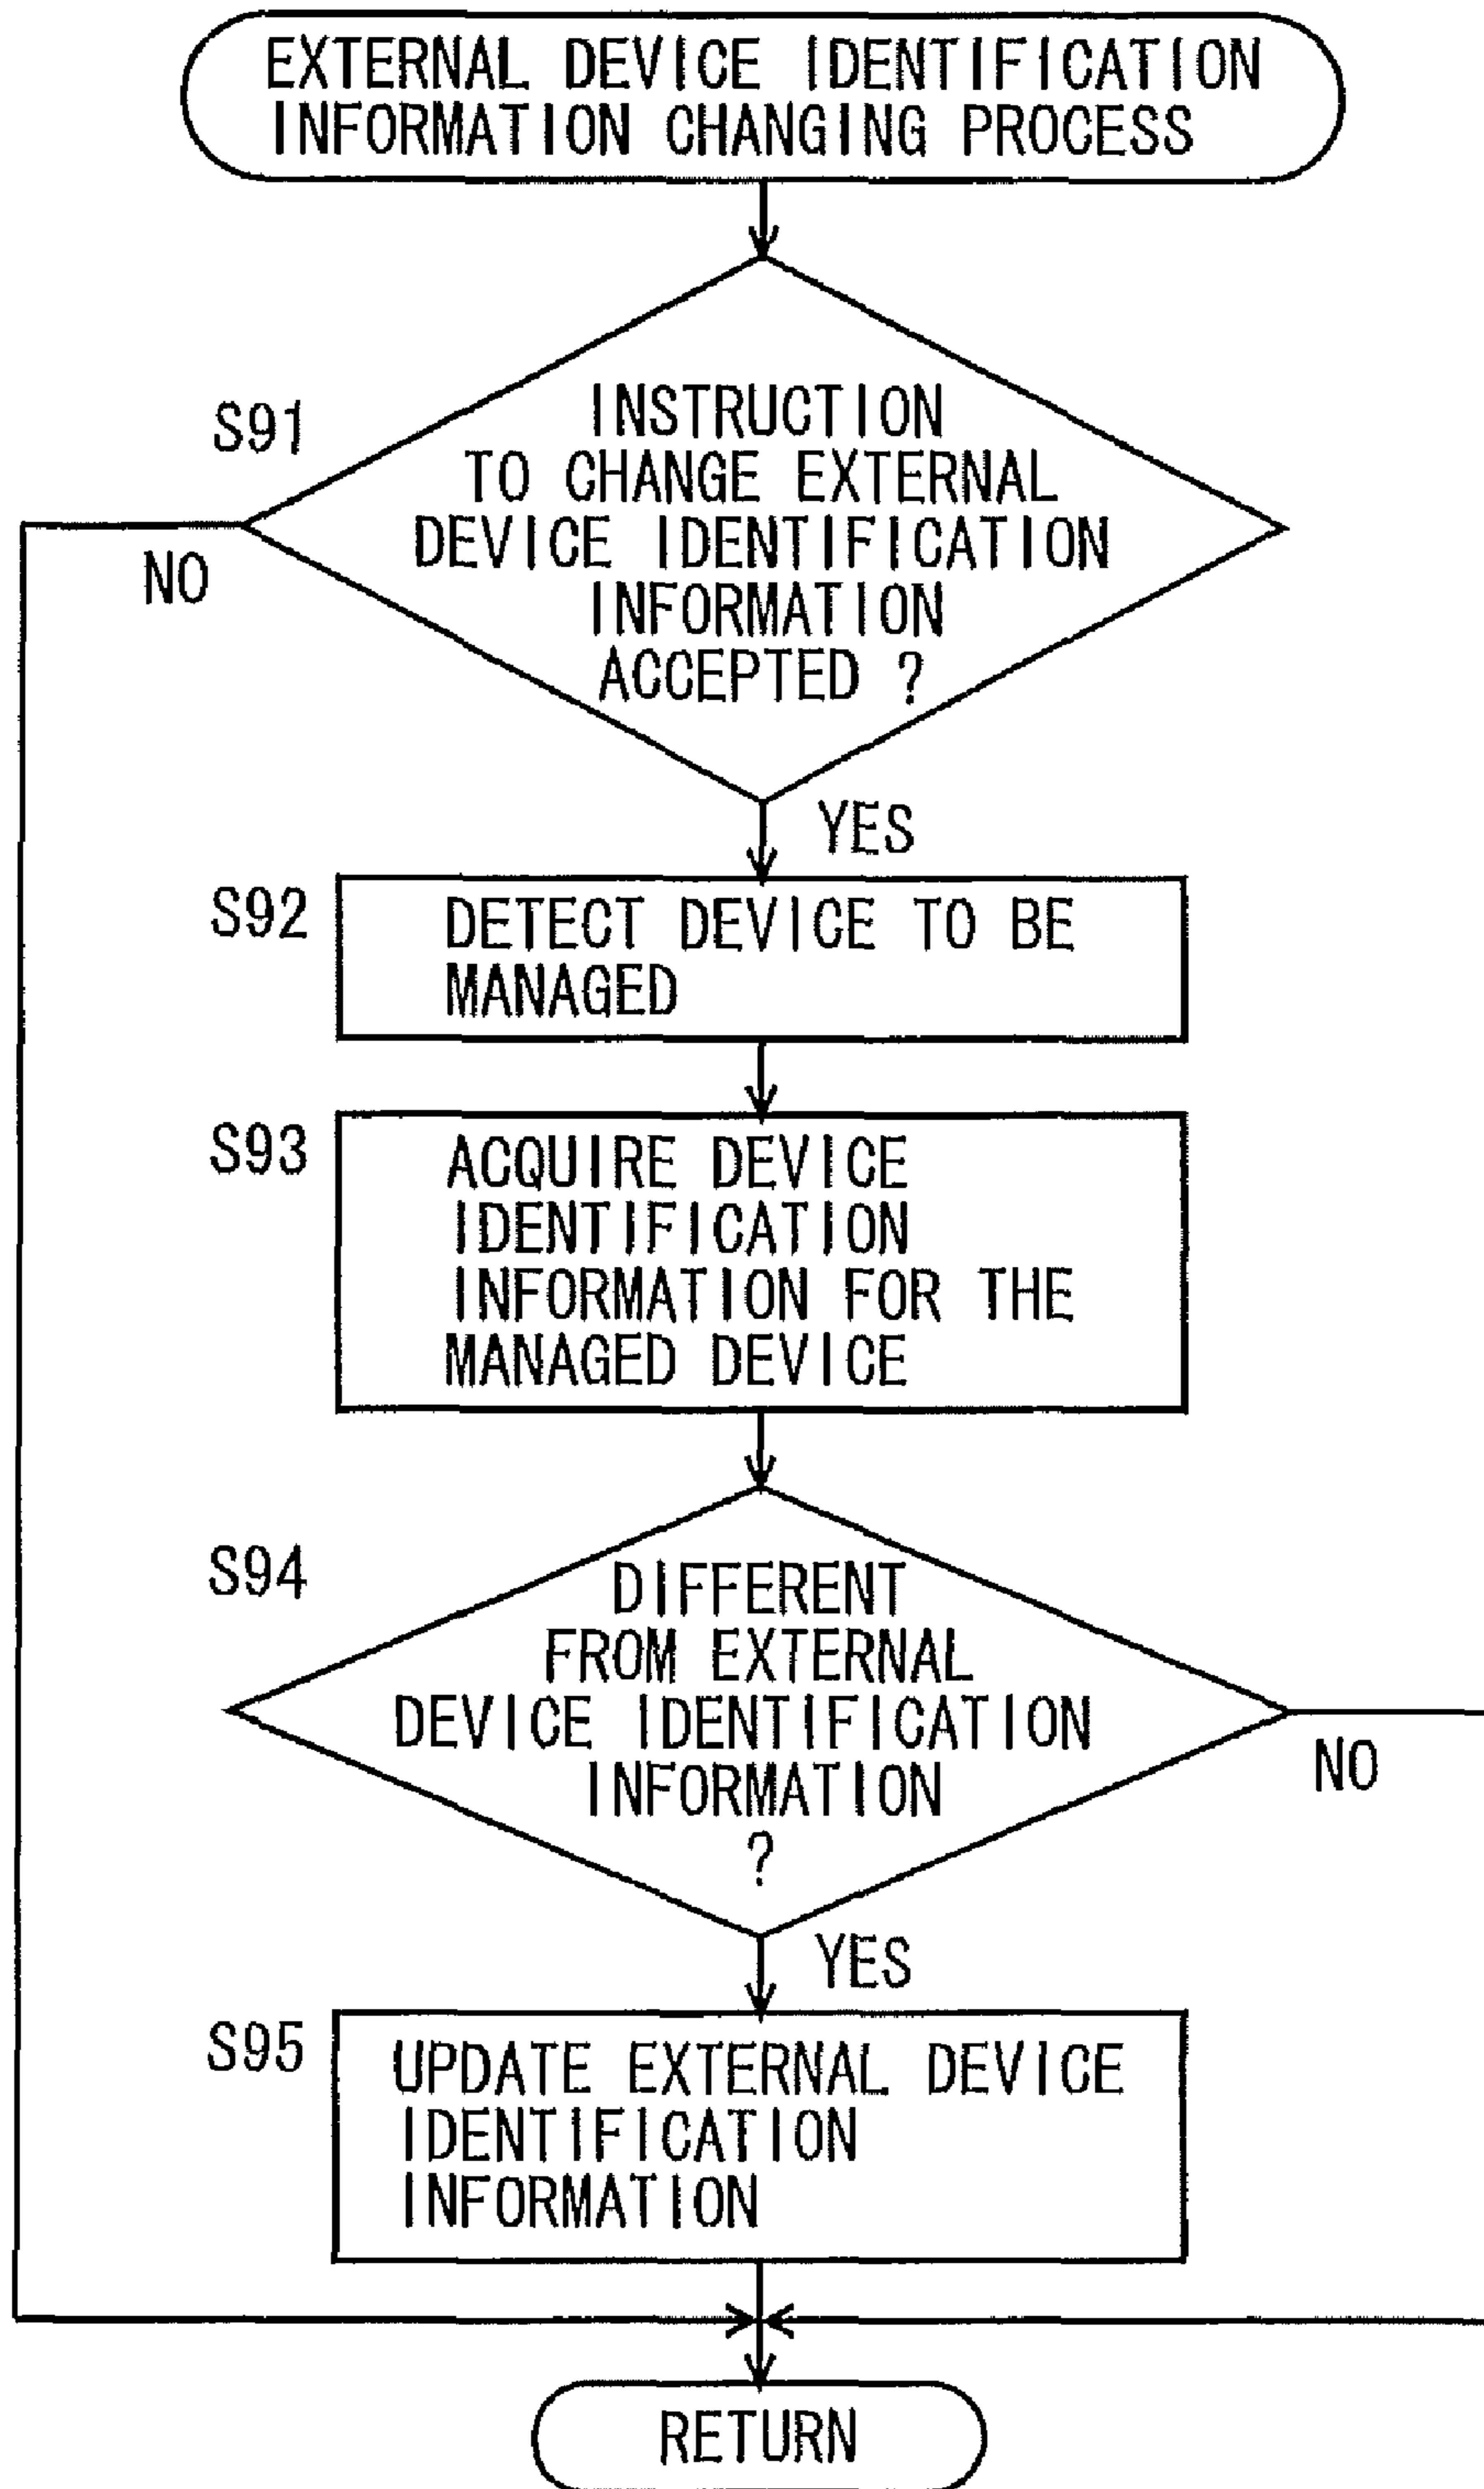 EXTERNAL DEVICE IDENTIFICATION
INFORMATION CHANGING PROCESS
S91
INSTRUCTION
TO CHANGE EXTERNAL
DEVICE IDENTIFICATION
INFORMATION
ACCEPTED ?
NO
YES
S92
DETECT DEVICE TO BE
MANAGED
S93
ACQUIRE DEVICE
IDENTIFICATION
INFORMATION FOR THE
MANAGED DEVICE
S94
DIFFERENT
FROM EXTERNAL
DEVICE IDENTIFICATION
INFORMATION
?
NO
YES
S95
UPDATE EXTERNAL DEVICE
IDENTIFICATION
INFORMATION
RETURN